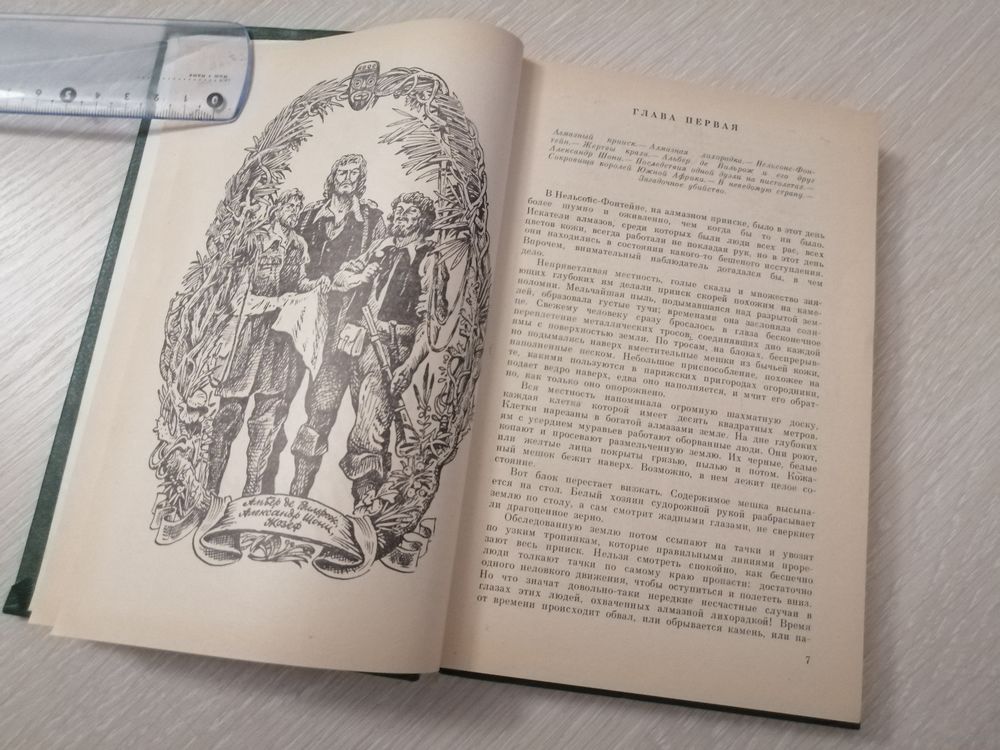 0 1 2 3 4 5 6
Альбер де Вильрож,
Александр Шони,
Жозеф
ГЛАВА ПЕРВАЯ
Алмазный прииск.— Алмазная лихорадка.— Нельсонс-Фон-
тейн.— Жертвы краха.— Альбер де Вильрож и его друг
Александр Шони.— Последствия одной дуэли на пистолетах.—
Сокровища королей Южной Африки.— В неведомую страну.—
Загадочное убийство.
В Нельсонс-Фонтейне, на алмазном прииске, было в этот день
более шумно и оживленно, чем когда бы то ни было.
Искатели алмазов, среди которых были люди всех рас, всех
цветов кожи, всегда работали не покладая рук, но в этот день
они находились в состоянии какого-то бешеного исступления.
Впрочем, внимательный наблюдатель догадался бы, в чем
дело.
Неприветливая местность, голые скалы и множество зия-
ющих глубоких ям делали прииск скорей похожим на каме-
ноломни. Мельчайшая пыль, подымавшаяся над разрытой зем-
лей, образовала густые тучи; временами она заслоняла солн-
це. Свежему человеку сразу бросалось в глаза бесконечное
переплетение металлических тросов, соединявших дно каждой
ямы с поверхностью земли. По тросам, на блоках, беспрерыв-
но подымались наверх вместительные мешки из бычьей кожи,
наполненные песком. Небольшое приспособление, похожее на
те, какими пользуются в парижских пригородах огородники,
подает ведро наверх, едва оно наполняется, и мчит его обрат-
но, как только оно опорожнено.
Вся местность напоминала огромную шахматную доску,
каждая клетка которой имеет десять квадратных метров.
Клетки нарезаны в богатой алмазами земле. На дне глубоких
ям с усердием муравьев работают оборванные люди. Они роют,
копают и просевают размельченную землю. Их черные, белые
или желтые лица покрыты грязью, пылью и потом. Кожа-
ный мешок бежит наверх. Возможно, в нем лежит целое со-
стояние.
Вот блок перестает визжать. Содержимое мешка высыпа-
ется на стол. Белый хозяин судорожной рукой разбрасывает
землю по столу, а сам смотрит жадными глазами, не сверкнет
ли драгоценное зерно.
Обследованную землю потом ссыпают на тачки и увозят
по узким тропинкам, которые правильными линиями проре-
зают весь прииск. Нельзя смотреть спокойно, как беспечно
люди толкают тачки по самому краю пропасти: достаточно
одного неловкого движения, чтобы оступиться и полететь вниз.
Но что значат довольно-таки нередкие несчастные случаи в
глазах этих людей, охваченных алмазной лихорадкой! Время
от времени происходит обвал, или обрывается камень, или па-
7